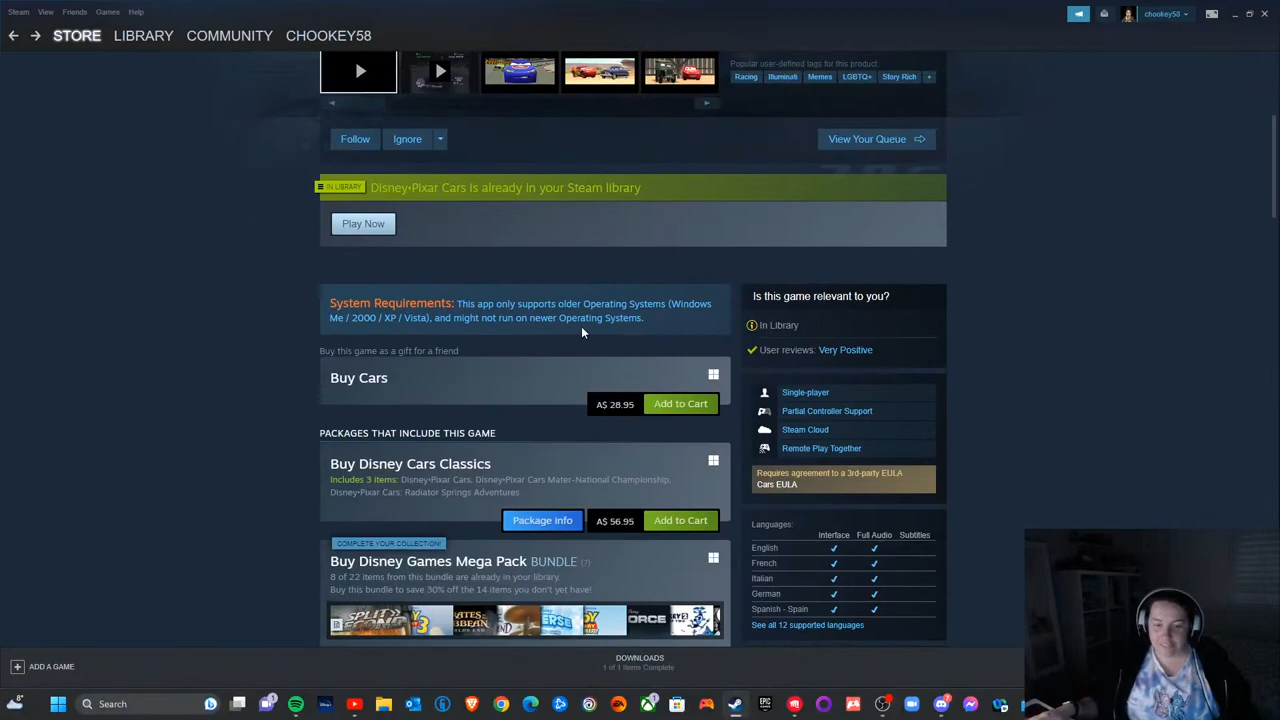 Steam View Friends Games Help
chookey58
STORE LIBRARY COMMUNITY CHOOKEY58
Popular user-defined tags for this product:
Racing Illuminati Memes LGBTQ+ Story Rich +
Follow Ignore
View Your Queue
IN LIBRARY
Disney•Pixar Cars is already in your Steam library
Play Now
System Requirements: This app only supports older Operating Systems (Windows
Me / 2000 / XP / Vista), and might not run on newer Operating Systems.
Buy this game as a gift for a friend
Buy Cars
A$ 28.95 Add to Cart
PACKAGES THAT INCLUDE THIS GAME
Buy Disney Cars Classics
Includes 3 items: Disney•Pixar Cars, Disney•Pixar Cars Mater-National Championship,
Disney•Pixar Cars: Radiator Springs Adventures
Package info A$ 56.95 Add to Cart
COMPLETE YOUR COLLECTION!
Buy Disney Games Mega Pack BUNDLE (?)
8 of 22 items from this bundle are already in your library.
Buy this bundle to save 30% off the 14 items you don't yet have!
Is this game relevant to you?
In Library
User reviews: Very Positive
Single-player
Partial Controller Support
Steam Cloud
Remote Play Together
Requires agreement to a 3rd-party EULA
Cars EULA
Languages:
Interface Full Audio Subtitles
English
French
Italian
German
Spanish - Spain
See all 12 supported languages
ADD A GAME
DOWNLOADS
1 of 1 Items Complete
8°
Search